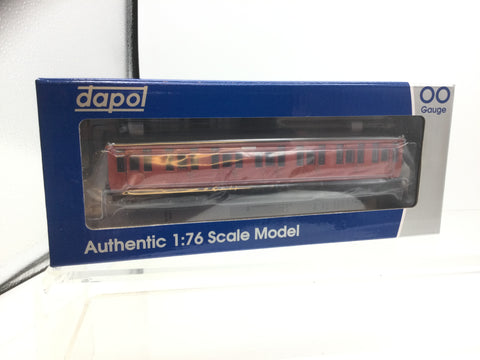 dapol
OO
Gauge
Authentic 1:76 Scale Model